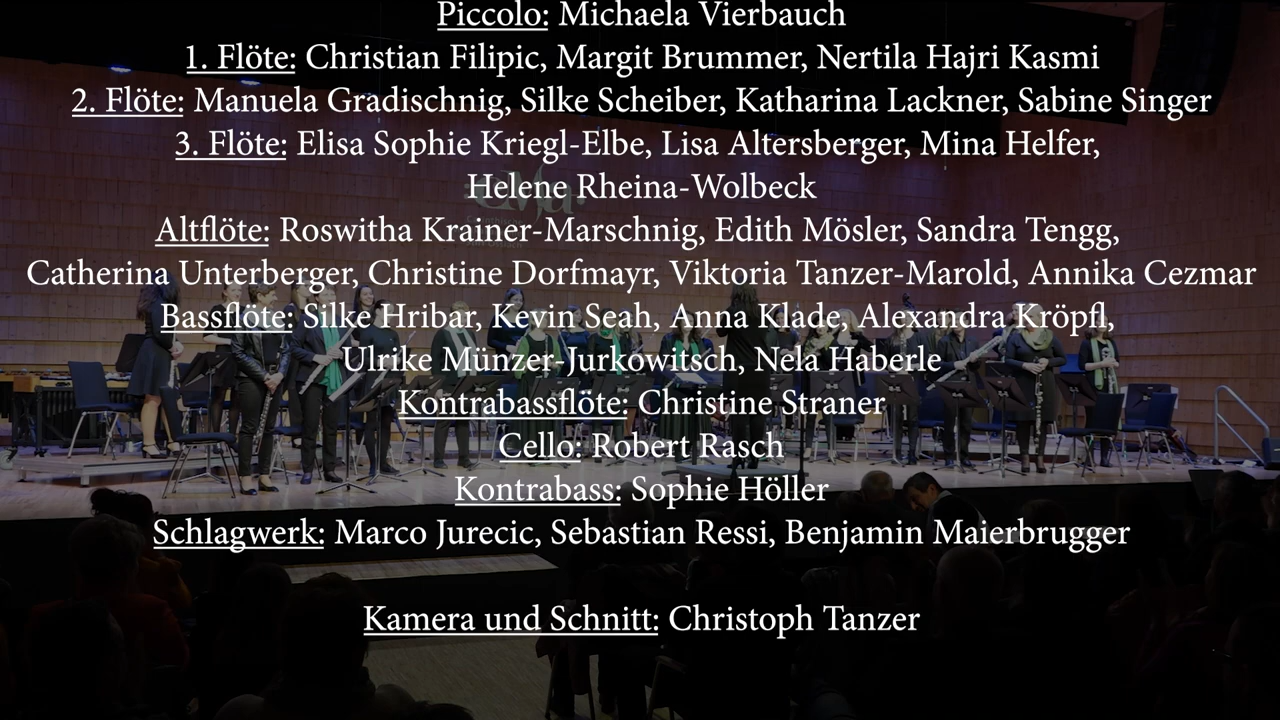 Piccolo: Michaela Vierbauch
1. Flöte: Christian Filipic, Margit Brummer, Nertila Hajri Kasmi
2. Flöte: Manuela Gradischnig, Silke Scheiber, Katharina Lackner, Sabine Singer
3. Flöte: Elisa Sophie Kriegl-Elbe, Lisa Altersberger, Mina Helfer,
Helene Rheina-Wolbeck
Altflöte: Roswitha Krainer-Marschnig, Edith Mösler, Sandra Tengg,
Catherina Unterberger, Christine Dorfmayr, Viktoria Tanzer-Marold, Annika Cezmar
Bassflöte: Silke Hribar, Kevin Seah, Anna Klade, Alexandra Kröpfl,
Ulrike Münzer-Jurkowitsch, Nela Haberle
Kontrabassflöte: Christine Straner
Cello: Robert Rasch
Kontrabass: Sophie Höller
Schlagwerk: Marco Jurecic, Sebastian Ressi, Benjamin Maierbrugger
Kamera und Schnitt: Christoph Tanzer